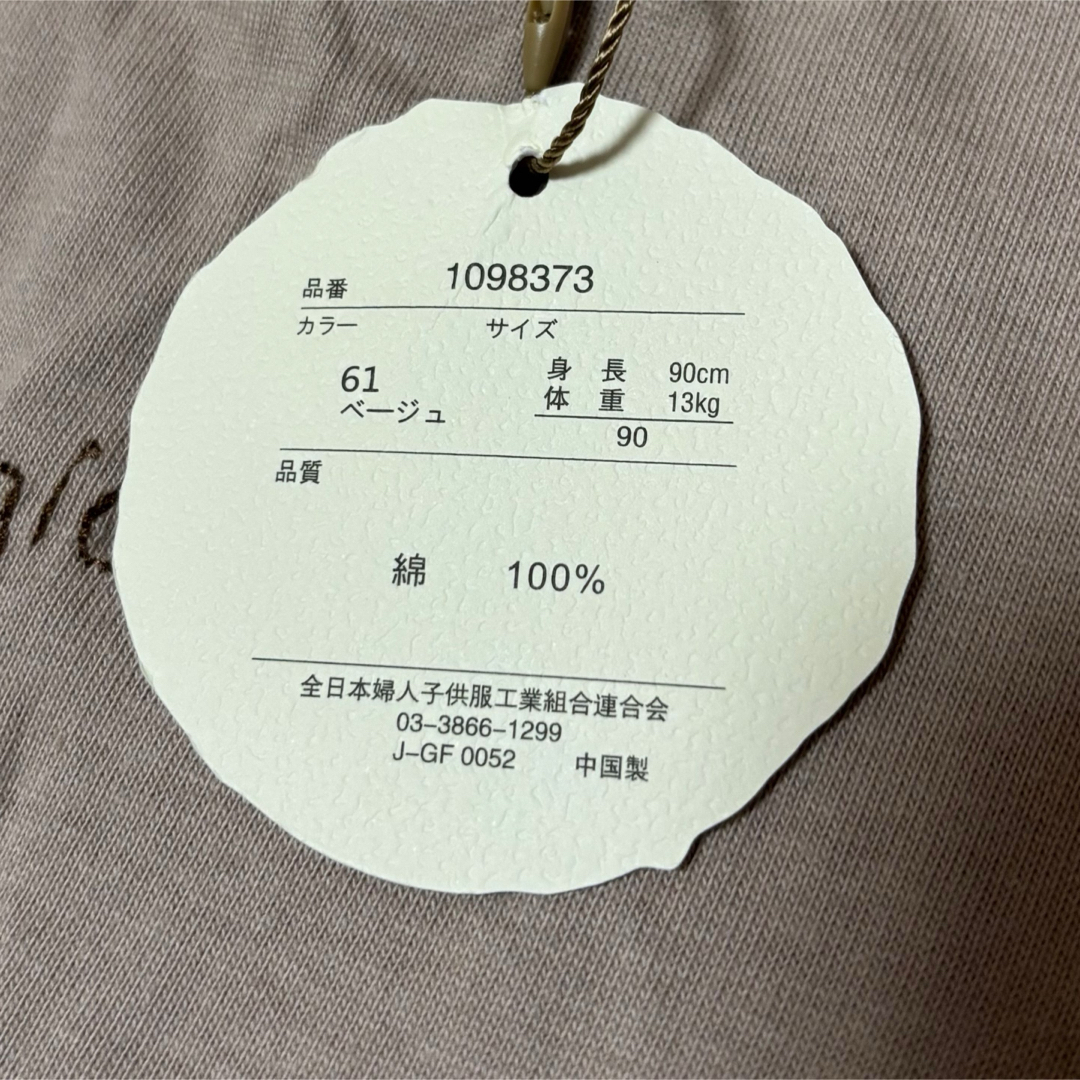 品番 1098373
カラー サイズ
61
ベージュ
身長 90cm
体重 13kg
90
品質
綿 100%
全日本婦人子供服工業組合連合会
03-3866-1299
J-GF 0052 中国製